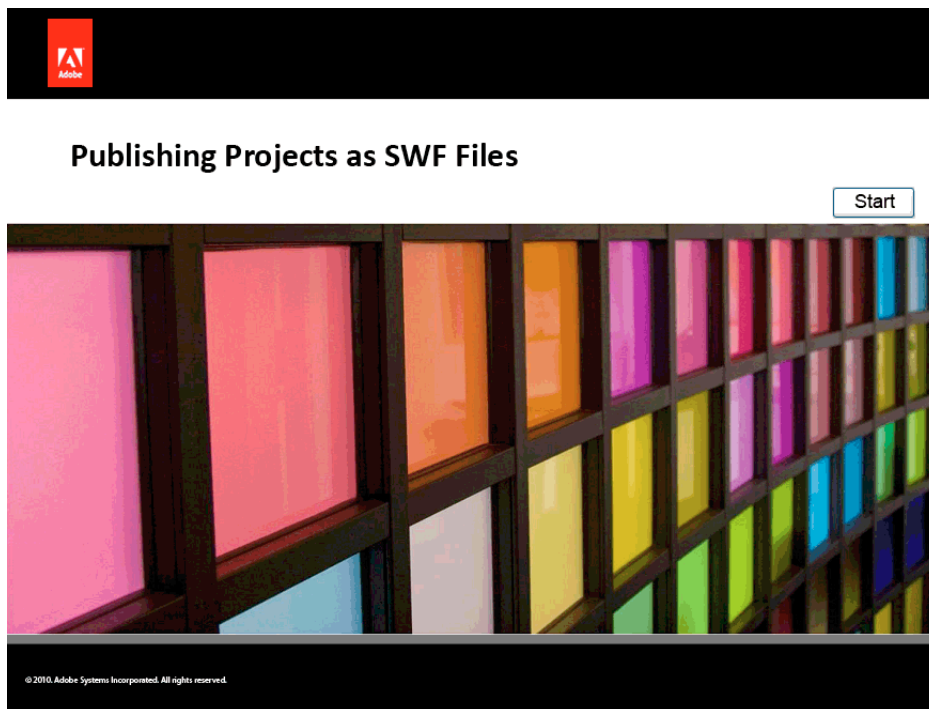 Adobe
Publishing Projects as SWF Files
Start
© 2010. Adobe Systems Incorporated. All rights reserved.